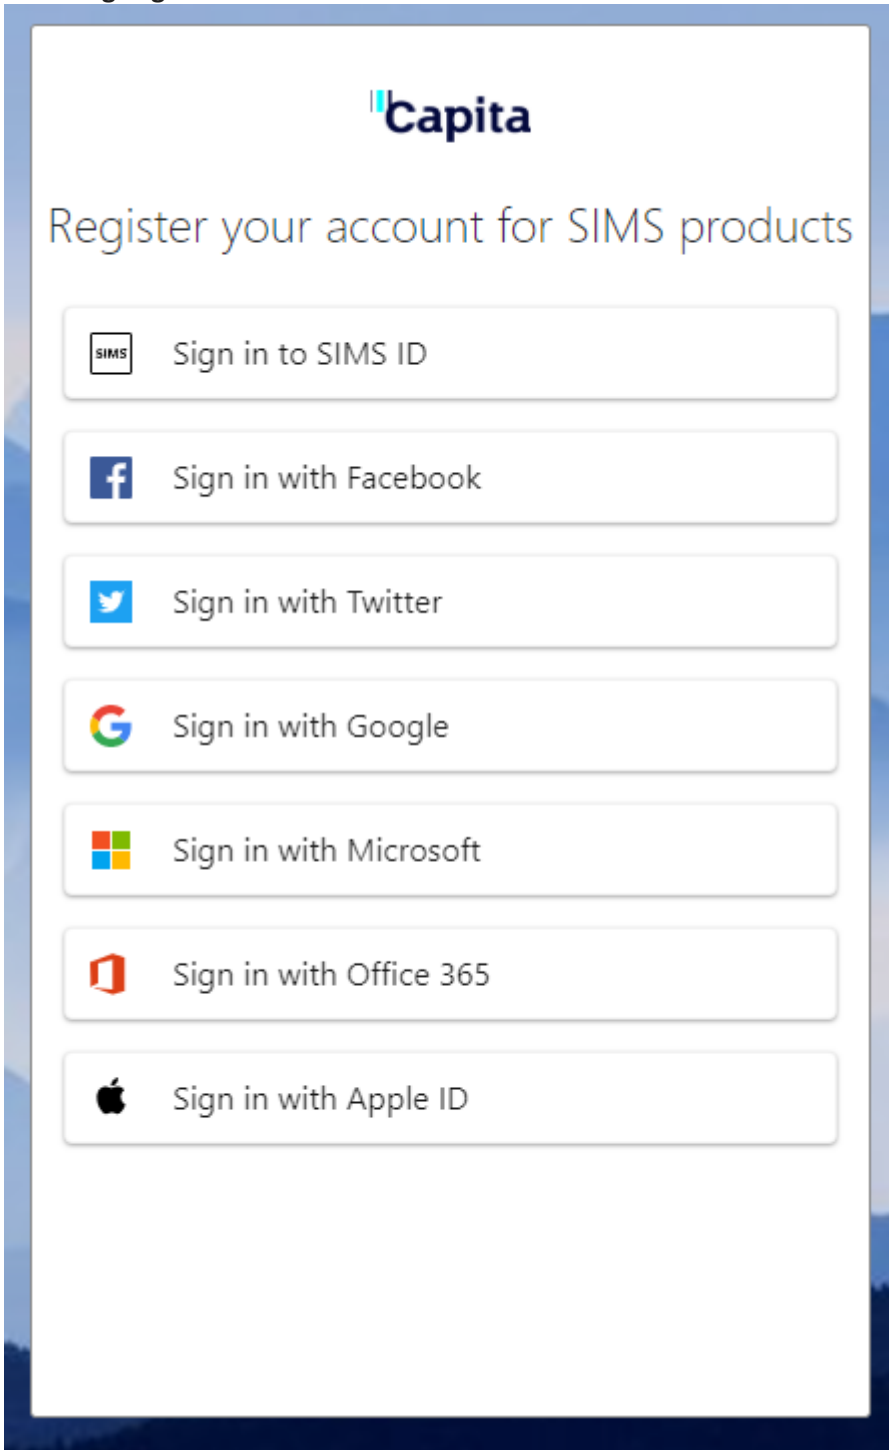 Capita
Register your account for SIMS products
SIMS
Sign in to SIMS ID
Sign in with Facebook
Sign in with Twitter
Sign in with Google
Sign in with Microsoft
Sign in with Office 365
Sign in with Apple ID